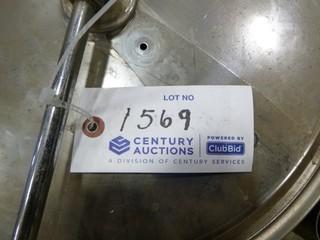 LOT NO
1569
CENTURY AUCTIONS POWERED BY ClubBid
A DIVISION OF CENTURY SERVICES